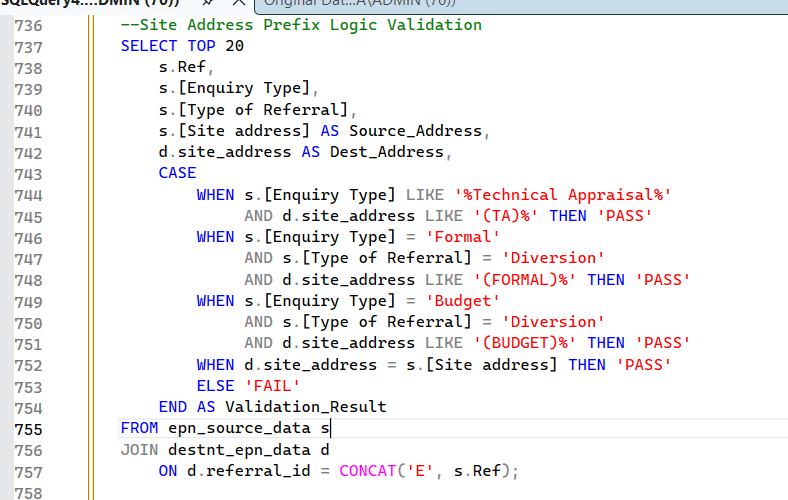 SQLQuery4....DMIN (70))
Original Dat...A\ADMIN (70))
736 --Site Address Prefix Logic Validation
737 SELECT TOP 20
738 s.Ref,
739 s.[Enquiry Type],
740 s.[Type of Referral],
741 s.[Site address] AS Source_Address,
742 d.site_address AS Dest_Address,
743 CASE
744 WHEN s.[Enquiry Type] LIKE '%Technical Appraisal%'
745 AND d.site_address LIKE '(TA)%' THEN 'PASS'
746 WHEN s.[Enquiry Type] = 'Formal'
747 AND s.[Type of Referral] = 'Diversion'
748 AND d.site_address LIKE '(FORMAL)%' THEN 'PASS'
749 WHEN s.[Enquiry Type] = 'Budget'
750 AND s.[Type of Referral] = 'Diversion'
751 AND d.site_address LIKE '(BUDGET)%' THEN 'PASS'
752 WHEN d.site_address = s.[Site address] THEN 'PASS'
753 ELSE 'FAIL'
754 END AS Validation_Result
755 FROM epn_source_data s
756 JOIN destnt_epn_data d
757 ON d.referral_id = CONCAT('E', s.Ref);
758